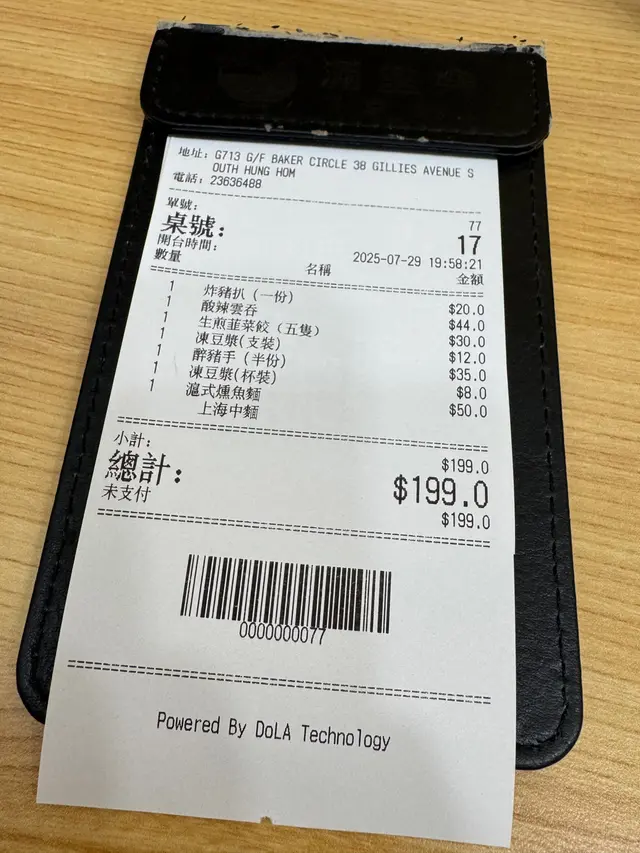 地址: G713 G/F BAKER CIRCLE 38 GILLIES AVENUE S
OUTH HUNG HOM
電話: 23636488
單號: 77
桌號: 17
開台時間: 2025-07-29 19:58:21
數量 名稱 金額
1 炸豬扒 (一份) $20.0
1 酸辣雲吞 $44.0
1 生煎韮菜餃 (五隻) $30.0
1 凍豆漿(支裝) $12.0
1 醉豬手 (半份) $35.0
1 凍豆漿(杯裝) $8.0
1 滬式燻魚麵 $50.0
上海中麵
小計: $199.0
總計: $199.0
未支付 $199.0
0000000077
Powered By DoLA Technology